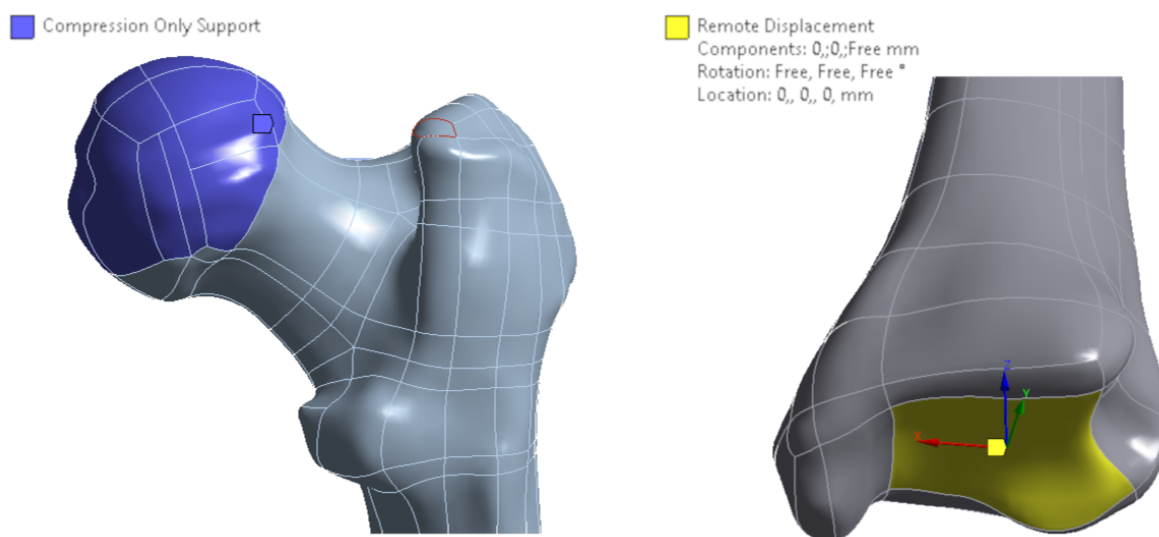 Compression Only Support
Remote Displacement
Components: 0,;0,;Free mm
Rotation: Free, Free, Free °
Location: 0,, 0,, 0, mm
Z
Y
X